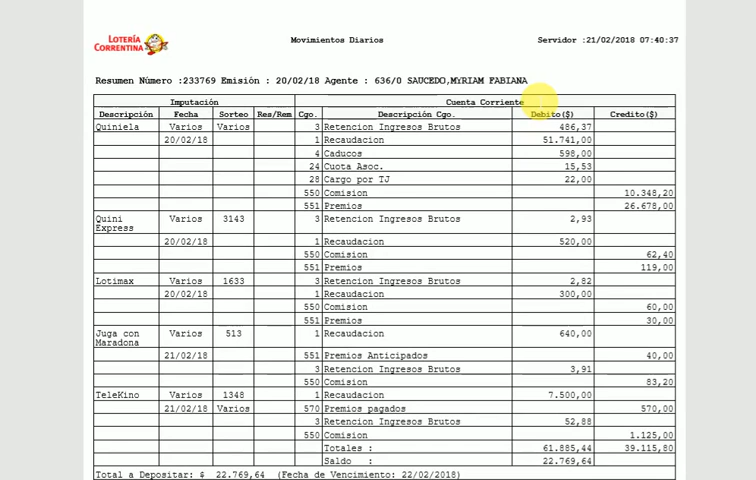 LOTERÍA
CORRENTINA
Movimientos Diarios
Servidor :21/02/2018 07:40:37
Resumen Número :233769 Emisión : 20/02/18 Agente : 636/0 SAUCEDO,MYRIAM FABIANA
Imputación Cuenta Corriente
Descripción Fecha Sorteo Res/Rem Cgo. Descripción Cgo. Debito($) Credito($)
Quiniela Varios Varios 3 Retencion Ingresos Brutos 486,37
20/02/18 1 Recaudacion 51.741,00
4 Caducos 598,00
24 Cuota Asoc. 15,53
28 Cargo por TJ 22,00
550 Comision 10.348,20
551 Premios 26.678,00
Quini Varios 3143 3 Retencion Ingresos Brutos 2,93
Express
20/02/18 1 Recaudacion 520,00
550 Comision 62,40
551 Premios 119,00
Lotimax Varios 1633 3 Retencion Ingresos Brutos 2,82
20/02/18 1 Recaudacion 300,00
550 Comision 60,00
551 Premios 30,00
Juga con Varios 513 1 Recaudacion 640,00
Maradona
21/02/18 551 Premios Anticipados 40,00
3 Retencion Ingresos Brutos 3,91
550 Comision 83,20
TeleKino Varios 1348 1 Recaudacion 7.500,00
21/02/18 Varios 570 Premios pagados 570,00
3 Retencion Ingresos Brutos 52,88
550 Comision 1.125,00
Totales : 61.885,44 39.115,80
Saldo : 22.769,64
Total a Depositar: $ 22.769,64 (Fecha de Vencimiento: 22/02/2018)